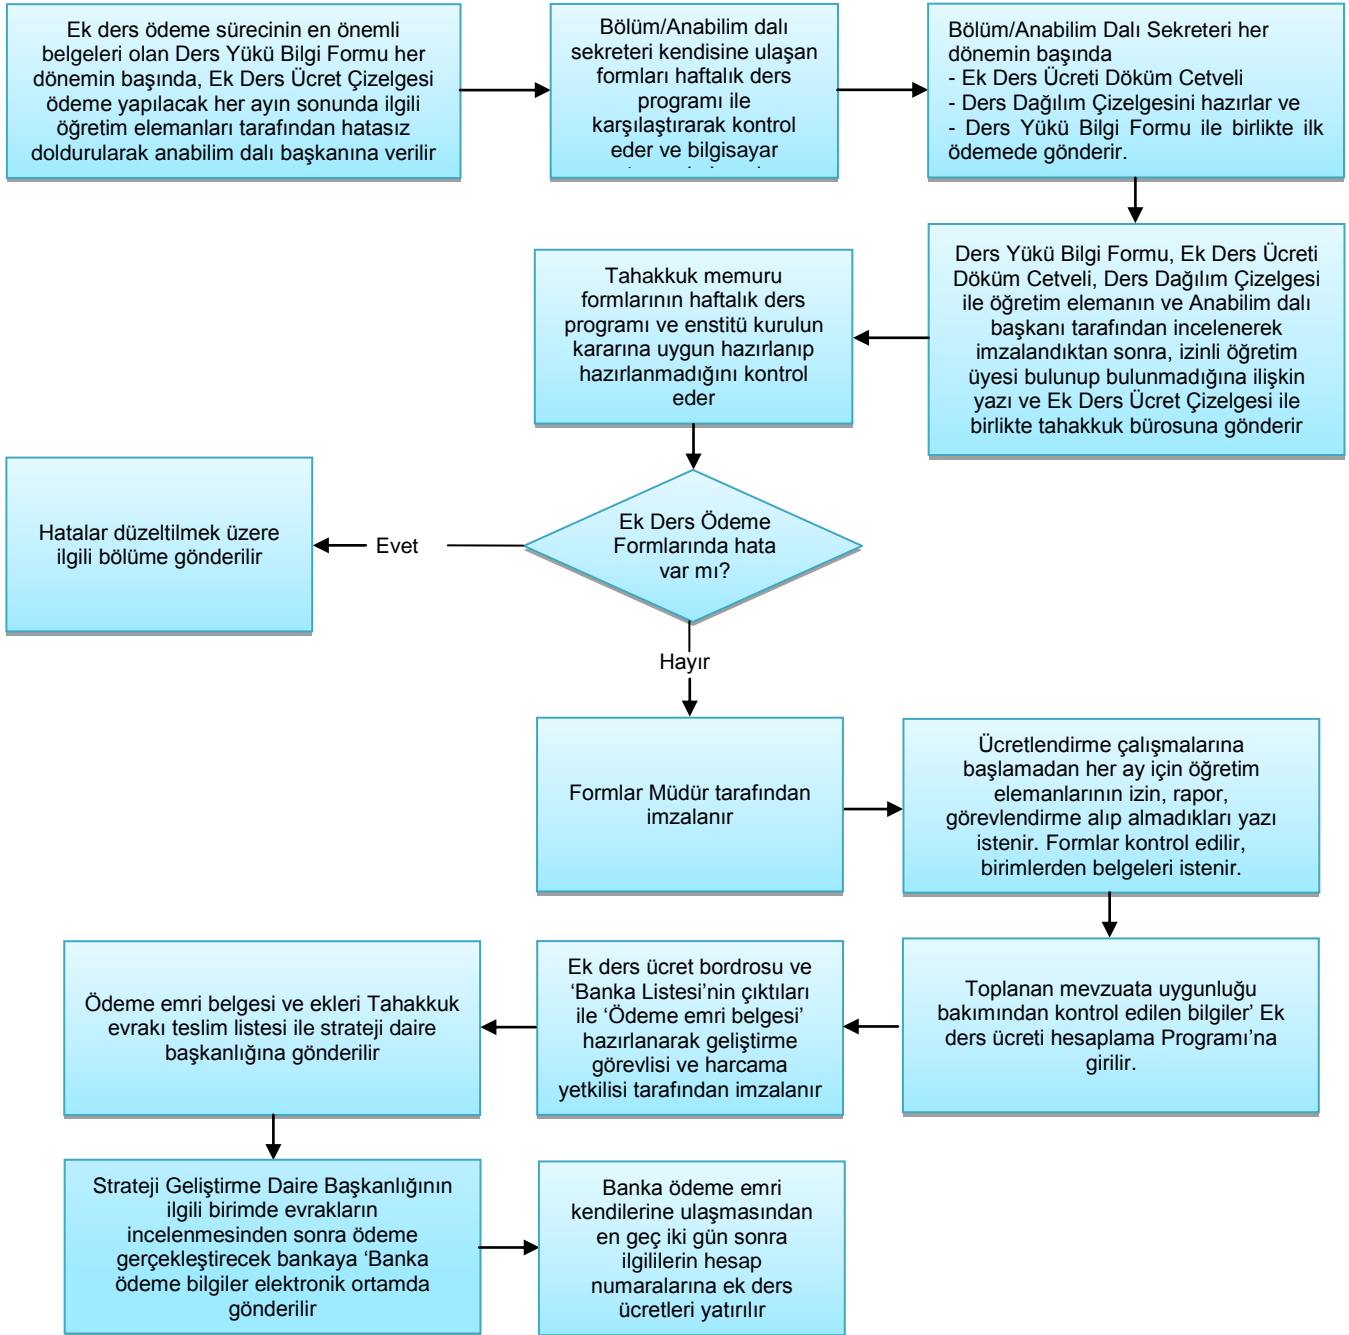 Ek ders ödeme sürecinin en önemli
belgeleri olan Ders Yükü Bilgi Formu her
dönemin başında, Ek Ders Ücret Çizelgesi
ödeme yapılacak her ayın sonunda ilgili
öğretim elemanları tarafından hatasız
doldurularak anabilim dalı başkanına verilir
Bölüm/Anabilim dalı
sekreteri kendisine ulaşan
formları haftalık ders
programı ile
karşılaştırarak kontrol
eder ve bilgisayar
Bölüm/Anabilim Dalı Sekreteri her
dönemin başında
- Ek Ders Ücreti Döküm Cetveli
- Ders Dağılım Çizelgesini hazırlar ve
- Ders Yükü Bilgi Formu ile birlikte ilk
ödemede gönderir.
Ders Yükü Bilgi Formu, Ek Ders Ücreti
Döküm Cetveli, Ders Dağılım Çizelgesi
ile öğretim elemanın ve Anabilim dalı
başkanı tarafından incelenerek
imzalandıktan sonra, izinli öğretim
üyesi bulunup bulunmadığına ilişkin
yazı ve Ek Ders Ücret Çizelgesi ile
birlikte tahakkuk bürosuna gönderir
Tahakkuk memuru
formlarının haftalık ders
programı ve enstitü kurulun
kararına uygun hazırlanıp
hazırlanmadığını kontrol
eder
Ek Ders Ödeme
Formlarında hata
var mı?
Evet
Hatalar düzeltilmek üzere
ilgili bölüme gönderilir
Hayır
Formlar Müdür tarafından
imzalanır
Ücretlendirme çalışmalarına
başlamadan her ay için öğretim
elemanlarının izin, rapor,
görevlendirme alıp almadıkları yazı
istenir. Formlar kontrol edilir,
birimlerden belgeleri istenir.
Toplanan mevzuata uygunluğu
bakımından kontrol edilen bilgiler’ Ek
ders ücreti hesaplama Programı’na
girilir.
Ek ders ücret bordrosu ve
‘Banka Listesi’nin çıktıları
ile ‘Ödeme emri belgesi’
hazırlanarak geliştirme
görevlisi ve harcama
yetkilisi tarafından imzalanır
Ödeme emri belgesi ve ekleri Tahakkuk
evrakı teslim listesi ile strateji daire
başkanlığına gönderilir
Strateji Geliştirme Daire Başkanlığının
ilgili birimde evrakların
incelenmesinden sonra ödeme
gerçekleştirecek bankaya ‘Banka
ödeme bilgiler elektronik ortamda
gönderilir
Banka ödeme emri
kendilerine ulaşmasından
en geç iki gün sonra
ilgililerin hesap
numaralarına ek ders
ücretleri yatırılır